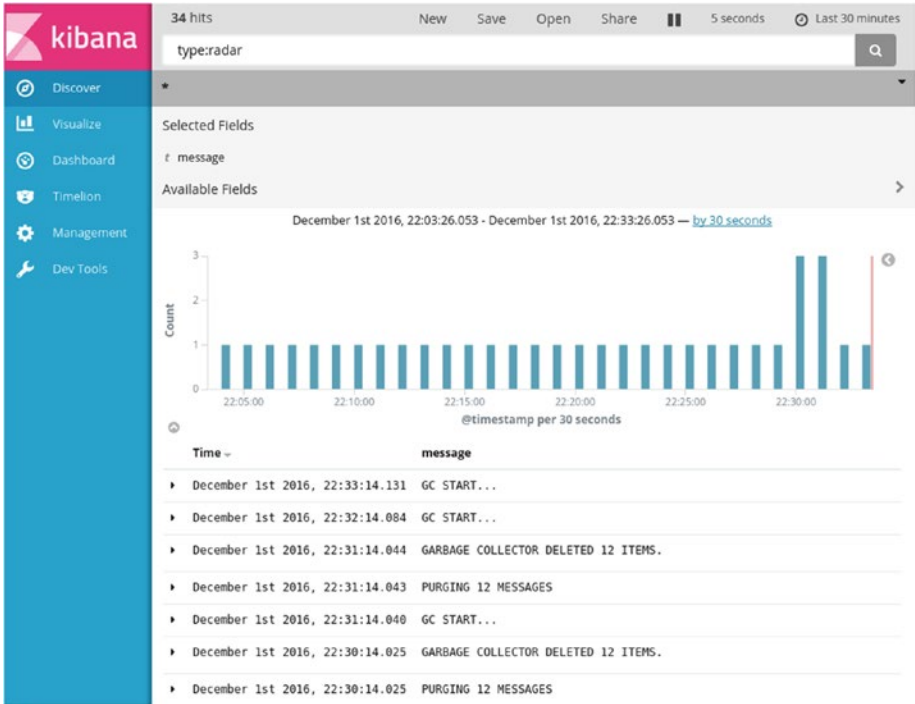 kibana
Discover
Visualize
Dashboard
Timelion
Management
Dev Tools
34 hits New Save Open Share 5 seconds Last 30 minutes
type:radar
*
Selected Fields
t message
Available Fields
December 1st 2016, 22:03:26.053 - December 1st 2016, 22:33:26.053 — by 30 seconds
3
2
1
0
Count
22:05:00 22:10:00 22:15:00 22:20:00 22:25:00 22:30:00
@timestamp per 30 seconds
Time message
December 1st 2016, 22:33:14.131 GC START...
December 1st 2016, 22:32:14.084 GC START...
December 1st 2016, 22:31:14.044 GARBAGE COLLECTOR DELETED 12 ITEMS.
December 1st 2016, 22:31:14.043 PURGING 12 MESSAGES
December 1st 2016, 22:31:14.040 GC START...
December 1st 2016, 22:30:14.025 GARBAGE COLLECTOR DELETED 12 ITEMS.
December 1st 2016, 22:30:14.025 PURGING 12 MESSAGES